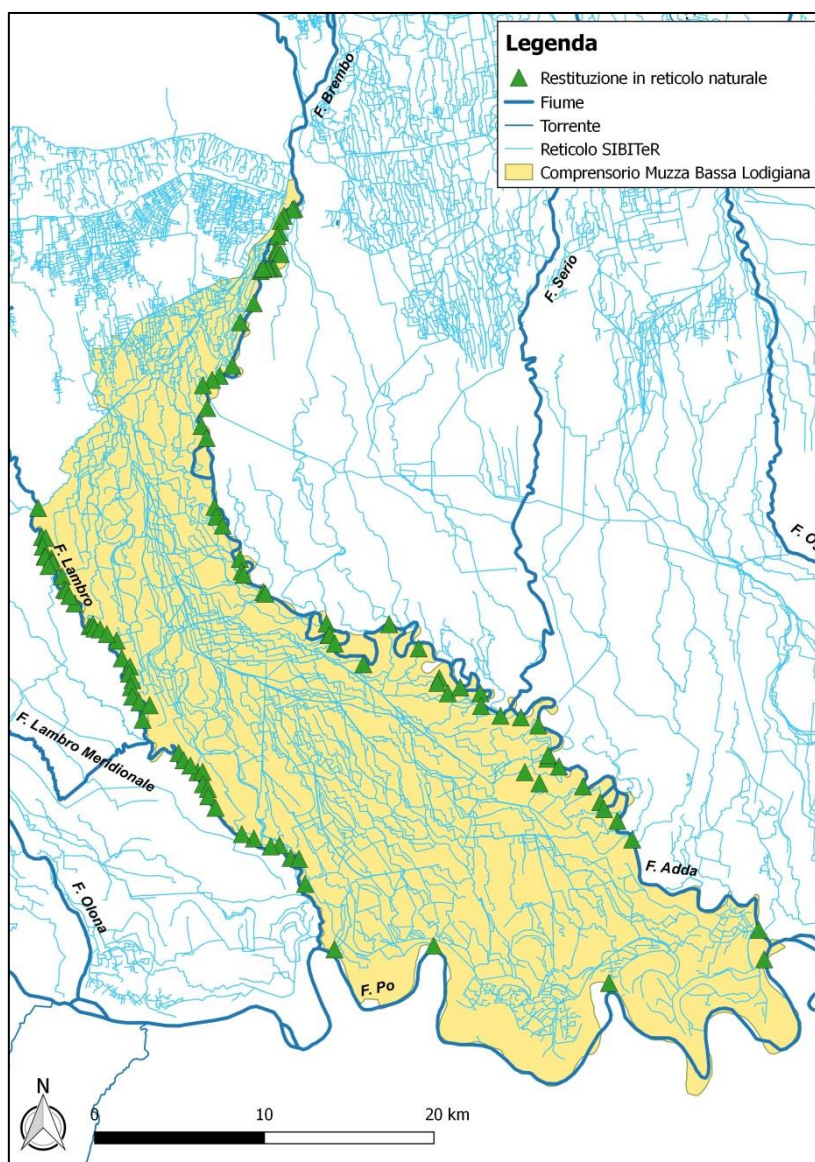 Legenda
Restituzione in reticolo naturale
Fiume
Torrente
Reticolo SIBITeR
Comprensorio Muzza Bassa Lodigiana
F. Brembo
F. Serio
F. Og
F. Lambro
F. Lambro Meridionale
F. Adda
F. Olona
F. Po
N
0 10 20 km